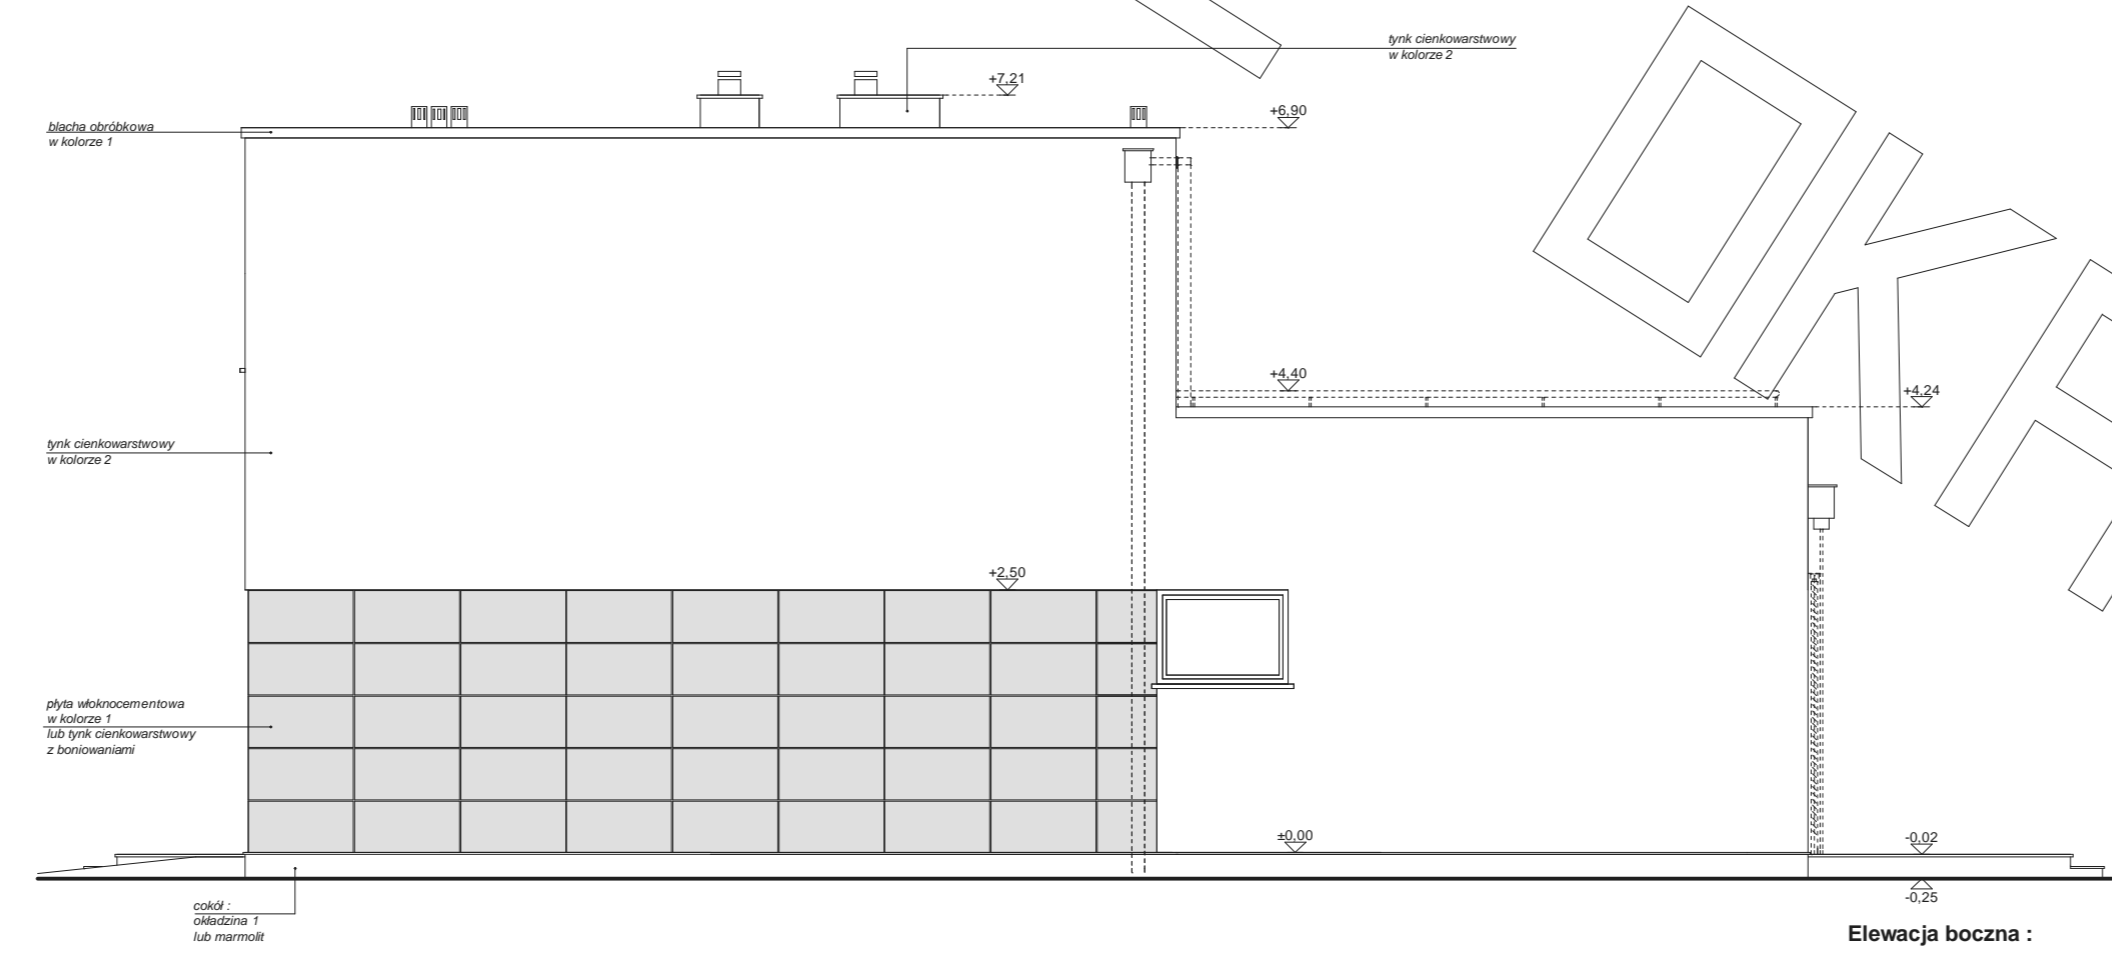 tynk cienkowarstwowy
w kolorze 2
+7,21
+6,90
blacha obróbkowa
w kolorze 1
+4,40
+4,24
tynk cienkowarstwowy
w kolorze 2
+2,50
płyta włoknocementowa
w kolorze 1
lub tynk cienkowarstwowy
z boniowaniami
±0,00
-0,02
-0,25
cokół :
okładzina 1
lub marmolit
Elewacja boczna :